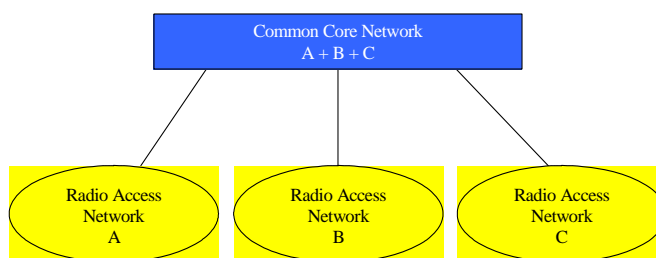 Common Core Network
A + B + C
Radio Access
Network
A
Radio Access
Network
B
Radio Access
Network
C